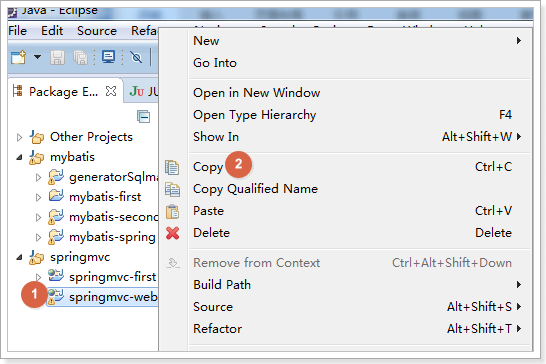 Java - Eclipse
File Edit Source Refac
Package E...
JU JU
Other Projects
mybatis
generatorSqlma
mybatis-first
mybatis-second
mybatis-spring
springmvc
springmvc-first
1 springmvc-web
New
Go Into
Open in New Window
Open Type Hierarchy F4
Show In Alt+Shift+W
Copy 2 Ctrl+C
Copy Qualified Name
Paste Ctrl+V
Delete Delete
Remove from Context Ctrl+Alt+Shift+Down
Build Path
Source Alt+Shift+S
Refactor Alt+Shift+T